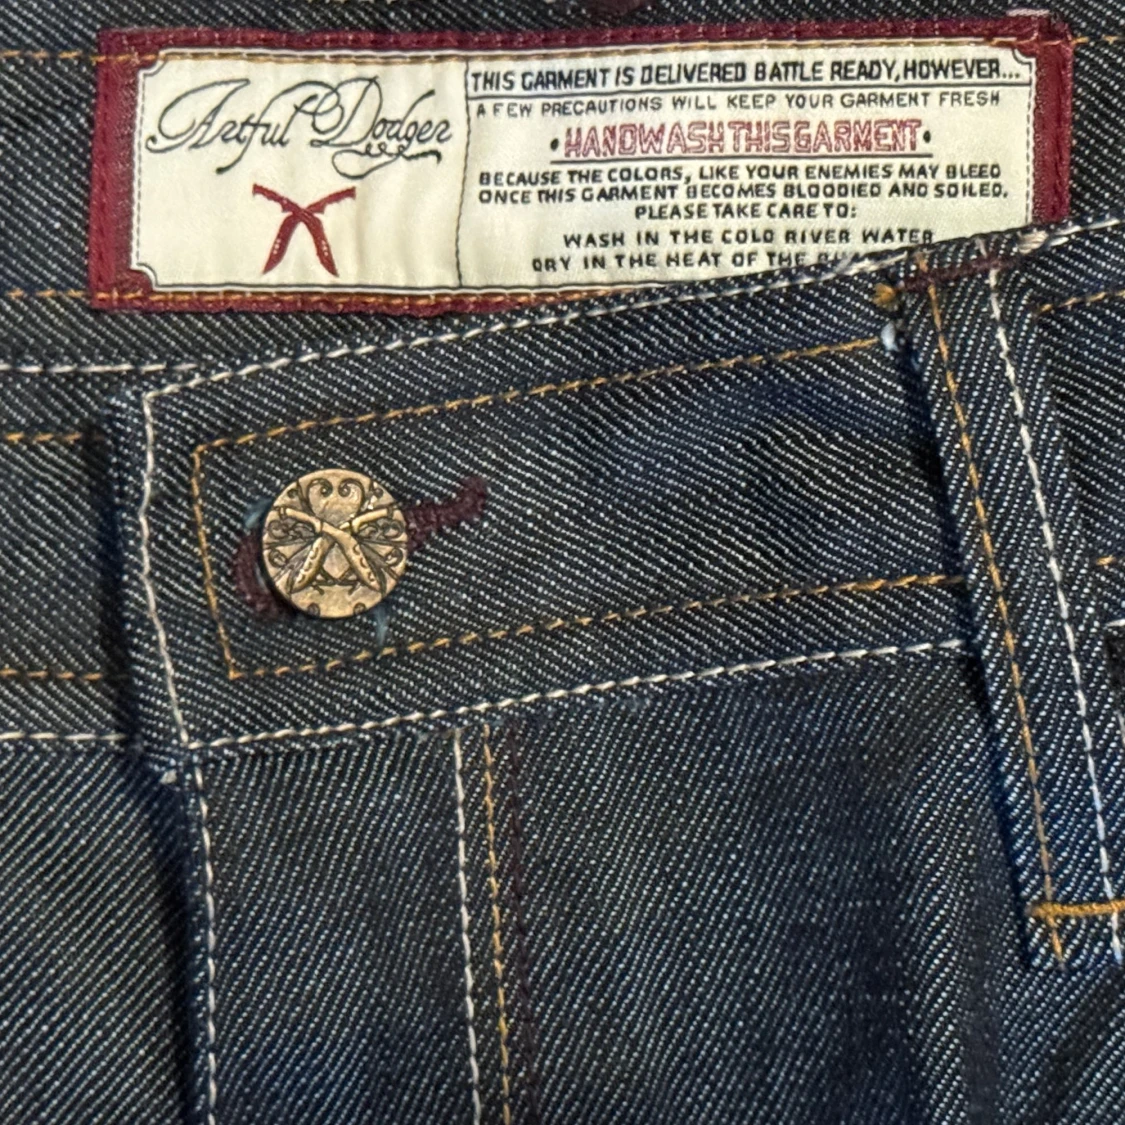 Artful Dodger
THIS GARMENT IS DELIVERED BATTLE READY, HOWEVER...
A FEW PRECAUTIONS WILL KEEP YOUR GARMENT FRESH
•HANDWASH THIS GARMENT•
BECAUSE THE COLORS, LIKE YOUR ENEMIES MAY BLEED
ONCE THIS GARMENT BECOMES BLOODIED AND SOILED,
PLEASE TAKE CARE TO:
WASH IN THE COLD RIVER WATER
DRY IN THE HEAT OF THE